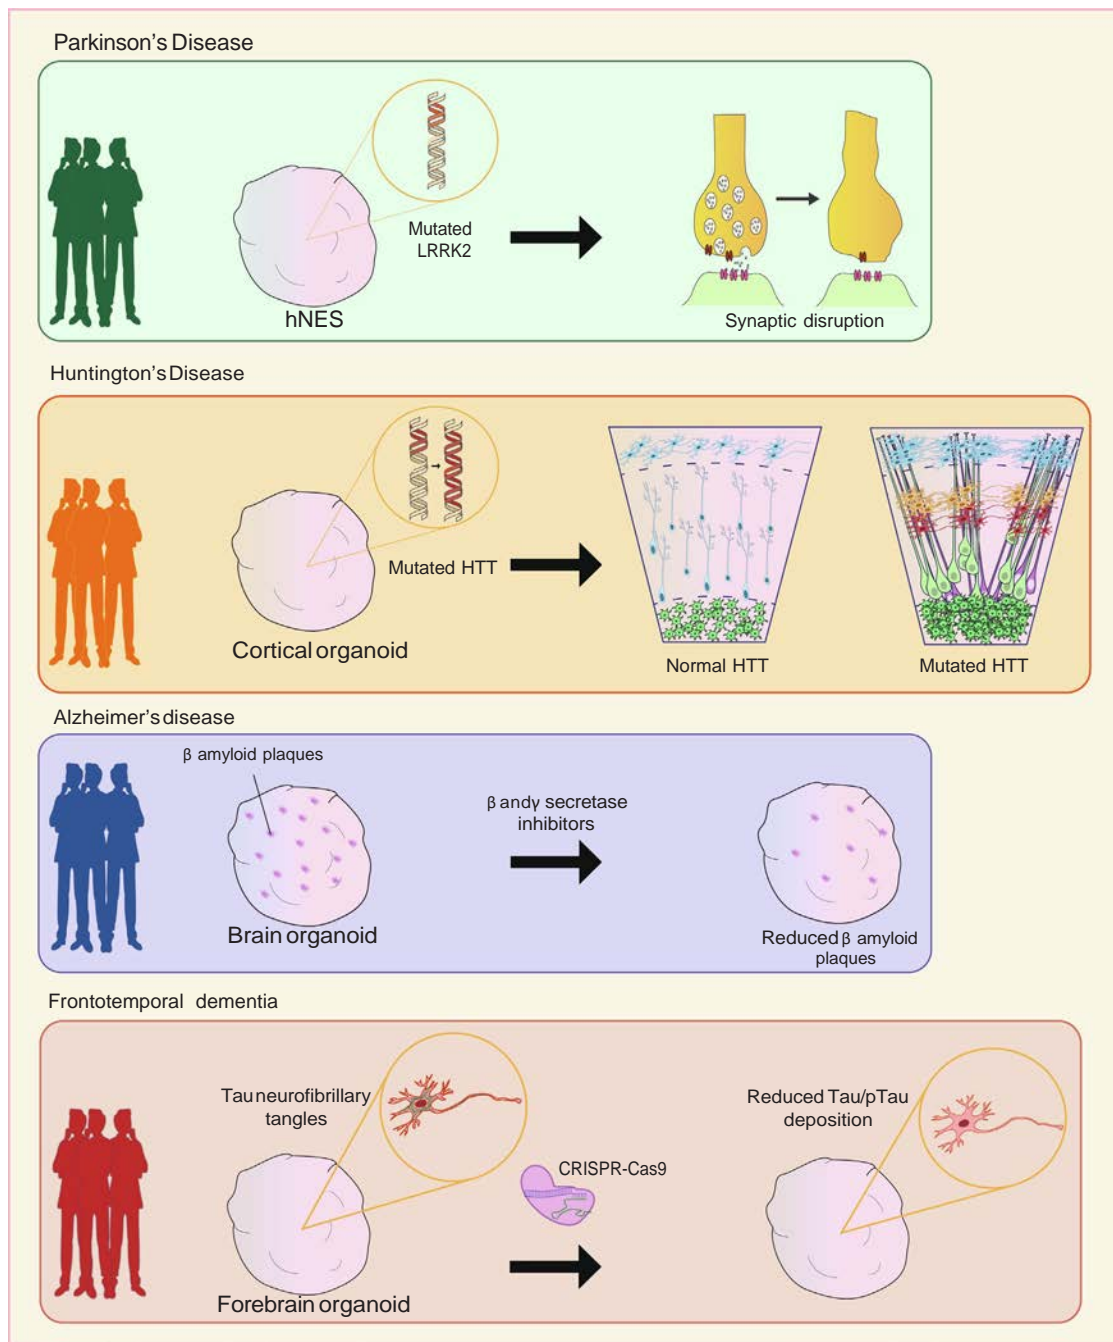 Parkinson's Disease
Mutated
LRRK2
hNES
Synaptic disruption
Huntington's Disease
Mutated HTT
Cortical organoid
Normal HTT
Mutated HTT
Alzheimer's disease
β amyloid plaques
β andγ secretase
inhibitors
Brain organoid
Reduced β amyloid
plaques
Frontotemporal dementia
Tau neurofibrillary
tangles
Reduced Tau/pTau
deposition
CRISPR-Cas9
Forebrain organoid